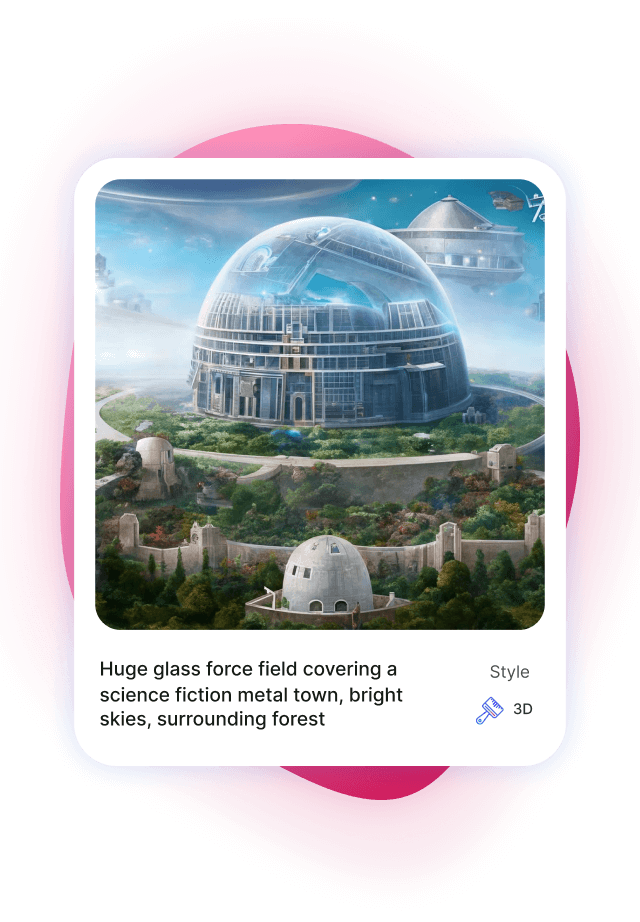 Huge glass force field covering a
science fiction metal town, bright
skies, surrounding forest
Style
3D